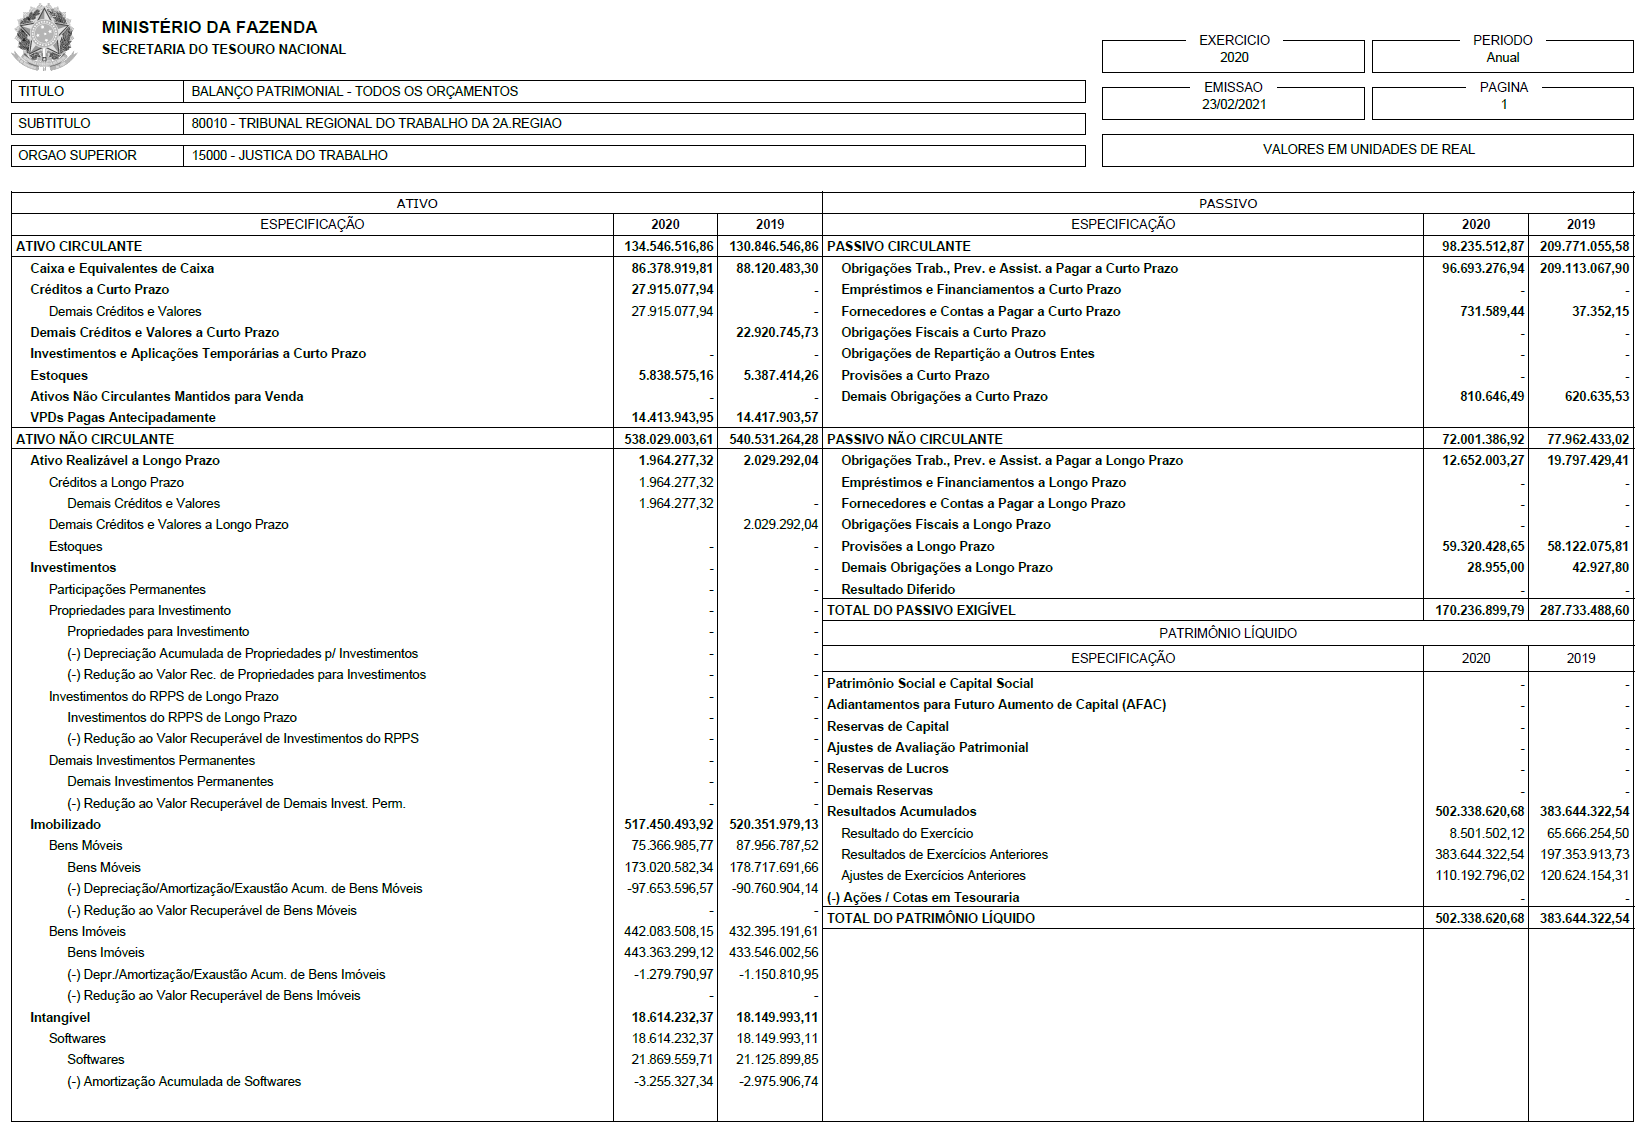 MINISTÉRIO DA FAZENDA
SECRETARIA DO TESOURO NACIONAL
EXERCICIO
2020
PERIODO
Anual
EMISSAO
23/02/2021
PAGINA
1
TITULO BALANÇO PATRIMONIAL - TODOS OS ORÇAMENTOS
SUBTITULO 80010 - TRIBUNAL REGIONAL DO TRABALHO DA 2A.REGIAO
ORGAO SUPERIOR 15000 - JUSTICA DO TRABALHO
VALORES EM UNIDADES DE REAL
ATIVO
ESPECIFICAÇÃO 2020 2019
ATIVO CIRCULANTE 134.546.516,86 130.846.546,86
Caixa e Equivalentes de Caixa 86.378.919,81 88.120.483,30
Créditos a Curto Prazo 27.915.077,94 -
Demais Créditos e Valores 27.915.077,94 -
Demais Créditos e Valores a Curto Prazo 22.920.745,73
Investimentos e Aplicações Temporárias a Curto Prazo - -
Estoques 5.838.575,16 5.387.414,26
Ativos Não Circulantes Mantidos para Venda - -
VPDs Pagas Antecipadamente 14.413.943,95 14.417.903,57
ATIVO NÃO CIRCULANTE 538.029.003,61 540.531.264,28
Ativo Realizável a Longo Prazo 1.964.277,32 2.029.292,04
Créditos a Longo Prazo 1.964.277,32
Demais Créditos e Valores 1.964.277,32 -
Demais Créditos e Valores a Longo Prazo 2.029.292,04
Estoques - -
Investimentos - -
Participações Permanentes - -
Propriedades para Investimento - -
Propriedades para Investimento - -
(-) Depreciação Acumulada de Propriedades p/ Investimentos - -
(-) Redução ao Valor Rec. de Propriedades para Investimentos - -
Investimentos do RPPS de Longo Prazo - -
Investimentos do RPPS de Longo Prazo - -
(-) Redução ao Valor Recuperável de Investimentos do RPPS - -
Demais Investimentos Permanentes - -
Demais Investimentos Permanentes - -
(-) Redução ao Valor Recuperável de Demais Invest. Perm. - -
Imobilizado 517.450.493,92 520.351.979,13
Bens Móveis 75.366.985,77 87.956.787,52
Bens Móveis 173.020.582,34 178.717.691,66
(-) Depreciação/Amortização/Exaustão Acum. de Bens Móveis -97.653.596,57 -90.760.904,14
(-) Redução ao Valor Recuperável de Bens Móveis - -
Bens Imóveis 442.083.508,15 432.395.191,61
Bens Imóveis 443.363.299,12 433.546.002,56
(-) Depr./Amortização/Exaustão Acum. de Bens Imóveis -1.279.790,97 -1.150.810,95
(-) Redução ao Valor Recuperável de Bens Imóveis - -
Intangível 18.614.232,37 18.149.993,11
Softwares 18.614.232,37 18.149.993,11
Softwares 21.869.559,71 21.125.899,85
(-) Amortização Acumulada de Softwares -3.255.327,34 -2.975.906,74
PASSIVO
ESPECIFICAÇÃO 2020 2019
PASSIVO CIRCULANTE 98.235.512,87 209.771.055,58
Obrigações Trab., Prev. e Assist. a Pagar a Curto Prazo 96.693.276,94 209.113.067,90
Empréstimos e Financiamentos a Curto Prazo - -
Fornecedores e Contas a Pagar a Curto Prazo 731.589,44 37.352,15
Obrigações Fiscais a Curto Prazo - -
Obrigações de Repartição a Outros Entes - -
Provisões a Curto Prazo - -
Demais Obrigações a Curto Prazo 810.646,49 620.635,53
PASSIVO NÃO CIRCULANTE 72.001.386,92 77.962.433,02
Obrigações Trab., Prev. e Assist. a Pagar a Longo Prazo 12.652.003,27 19.797.429,41
Empréstimos e Financiamentos a Longo Prazo - -
Fornecedores e Contas a Pagar a Longo Prazo - -
Obrigações Fiscais a Longo Prazo - -
Provisões a Longo Prazo 59.320.428,65 58.122.075,81
Demais Obrigações a Longo Prazo 28.955,00 42.927,80
Resultado Diferido - -
TOTAL DO PASSIVO EXIGÍVEL 170.236.899,79 287.733.488,60
PATRIMÔNIO LÍQUIDO
ESPECIFICAÇÃO 2020 2019
Patrimônio Social e Capital Social - -
Adiantamentos para Futuro Aumento de Capital (AFAC) - -
Reservas de Capital - -
Ajustes de Avaliação Patrimonial - -
Reservas de Lucros - -
Demais Reservas - -
Resultados Acumulados 502.338.620,68 383.644.322,54
Resultado do Exercício 8.501.502,12 65.666.254,50
Resultados de Exercícios Anteriores 383.644.322,54 197.353.913,73
Ajustes de Exercícios Anteriores 110.192.796,02 120.624.154,31
(-) Ações / Cotas em Tesouraria - -
TOTAL DO PATRIMÔNIO LÍQUIDO 502.338.620,68 383.644.322,54